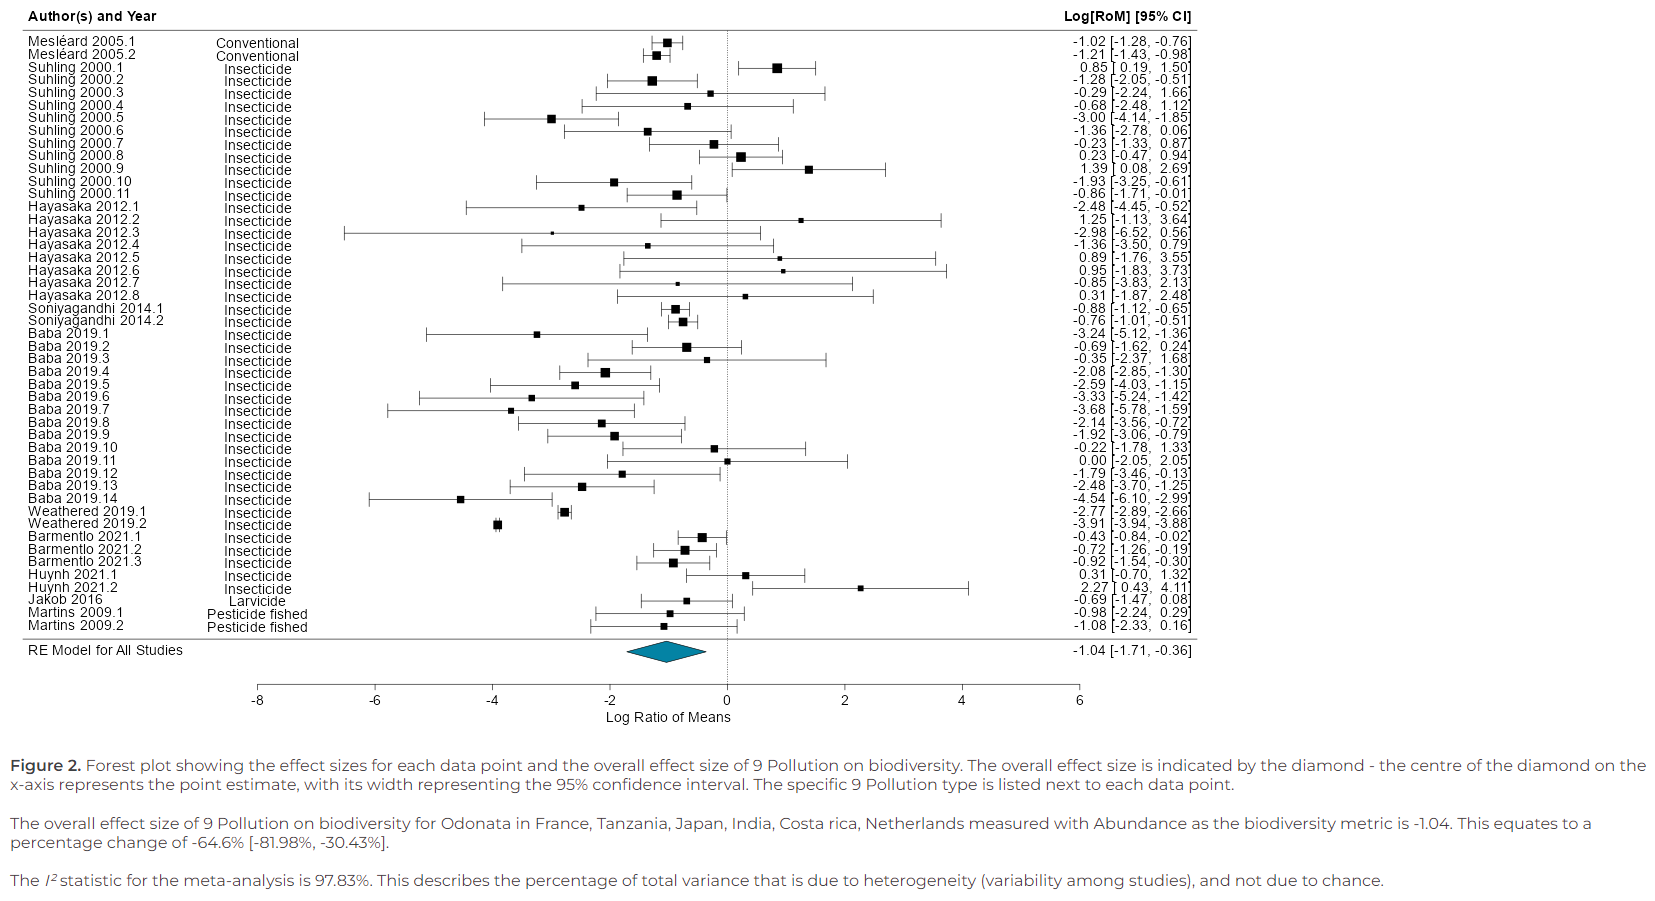 Author(s) and Year Log[RoM] [95% CI]
Mesléard 2005.1 Conventional -1.02 [-1.28, -0.76]
Mesléard 2005.2 Conventional -1.21 [-1.43, -0.98]
Suhling 2000.1 Insecticide 0.85 [ 0.19, 1.50]
Suhling 2000.2 Insecticide -1.28 [-2.05, -0.51]
Suhling 2000.3 Insecticide -0.29 [-2.24, 1.66]
Suhling 2000.4 Insecticide -0.68 [-2.48, 1.12]
Suhling 2000.5 Insecticide -3.00 [-4.14, -1.85]
Suhling 2000.6 Insecticide -1.36 [-2.78, 0.06]
Suhling 2000.7 Insecticide -0.23 [-1.33, 0.87]
Suhling 2000.8 Insecticide 0.23 [-0.47, 0.94]
Suhling 2000.9 Insecticide 1.39 [ 0.08, 2.69]
Suhling 2000.10 Insecticide -1.93 [-3.25, -0.61]
Suhling 2000.11 Insecticide -0.86 [-1.71, -0.01]
Hayasaka 2012.1 Insecticide -2.48 [-4.45, -0.52]
Hayasaka 2012.2 Insecticide 1.25 [-1.13, 3.64]
Hayasaka 2012.3 Insecticide -2.98 [-6.52, 0.56]
Hayasaka 2012.4 Insecticide -1.36 [-3.50, 0.79]
Hayasaka 2012.5 Insecticide 0.89 [-1.76, 3.55]
Hayasaka 2012.6 Insecticide 0.95 [-1.83, 3.73]
Hayasaka 2012.7 Insecticide -0.85 [-3.83, 2.13]
Hayasaka 2012.8 Insecticide 0.31 [-1.87, 2.48]
Soniyagandhi 2014.1 Insecticide -0.88 [-1.12, -0.65]
Soniyagandhi 2014.2 Insecticide -0.76 [-1.01, -0.51]
Baba 2019.1 Insecticide -3.24 [-5.12, -1.36]
Baba 2019.2 Insecticide -0.69 [-1.62, 0.24]
Baba 2019.3 Insecticide -0.35 [-2.37, 1.68]
Baba 2019.4 Insecticide -2.08 [-2.85, -1.30]
Baba 2019.5 Insecticide -2.59 [-4.03, -1.15]
Baba 2019.6 Insecticide -3.33 [-5.24, -1.42]
Baba 2019.7 Insecticide -3.68 [-5.78, -1.59]
Baba 2019.8 Insecticide -2.14 [-3.56, -0.72]
Baba 2019.9 Insecticide -1.92 [-3.06, -0.79]
Baba 2019.10 Insecticide -0.22 [-1.78, 1.33]
Baba 2019.11 Insecticide 0.00 [-2.05, 2.05]
Baba 2019.12 Insecticide -1.79 [-3.46, -0.13]
Baba 2019.13 Insecticide -2.48 [-3.70, -1.25]
Baba 2019.14 Insecticide -4.54 [-6.10, -2.99]
Weathered 2019.1 Insecticide -2.77 [-2.89, -2.66]
Weathered 2019.2 Insecticide -3.91 [-3.94, -3.88]
Barmentlo 2021.1 Insecticide -0.43 [-0.84, -0.02]
Barmentlo 2021.2 Insecticide -0.72 [-1.26, -0.19]
Barmentlo 2021.3 Insecticide -0.92 [-1.54, -0.30]
Huynh 2021.1 Insecticide 0.31 [-0.70, 1.32]
Huynh 2021.2 Insecticide 2.27 [ 0.43, 4.11]
Jakob 2016 Larvicide -0.69 [-1.47, 0.08]
Martins 2009.1 Pesticide fished -0.98 [-2.24, 0.29]
Martins 2009.2 Pesticide fished -1.08 [-2.33, 0.16]
RE Model for All Studies -1.04 [-1.71, -0.36]
-8 -6 -4 -2 0 2 4 6
Log Ratio of Means
Figure 2. Forest plot showing the effect sizes for each data point and the overall effect size of 9 Pollution on biodiversity. The overall effect size is indicated by the diamond - the centre of the diamond on the
x-axis represents the point estimate, with its width representing the 95% confidence interval. The specific 9 Pollution type is listed next to each data point.
The overall effect size of 9 Pollution on biodiversity for Odonata in France, Tanzania, Japan, India, Costa rica, Netherlands measured with Abundance as the biodiversity metric is -1.04. This equates to a
percentage change of -64.6% [-81.98%, -30.43%].
The I² statistic for the meta-analysis is 97.83%. This describes the percentage of total variance that is due to heterogeneity (variability among studies), and not due to chance.